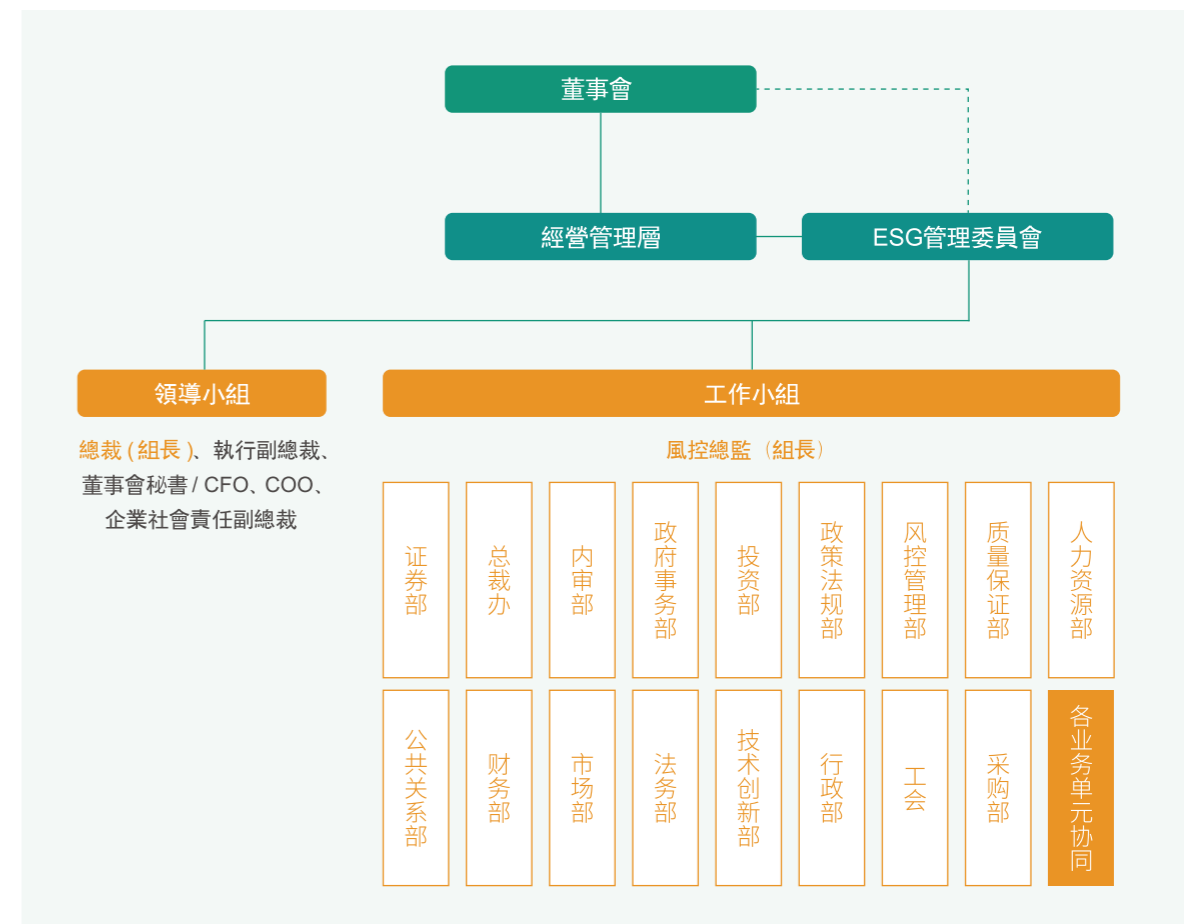 董事會
經營管理層
ESG管理委員會
領導小組
工作小組
總裁 ( 組長 )、執行副總裁、
董事會秘書 / CFO、COO、
企業社會責任副總裁
風控總監（組長）
证券部
总裁办
内审部
政府事务部
投资部
政策法规部
风控管理部
质量保证部
人力资源部
公共关系部
财务部
市场部
法务部
技术创新部
行政部
工会
采购部
各业务单元协同